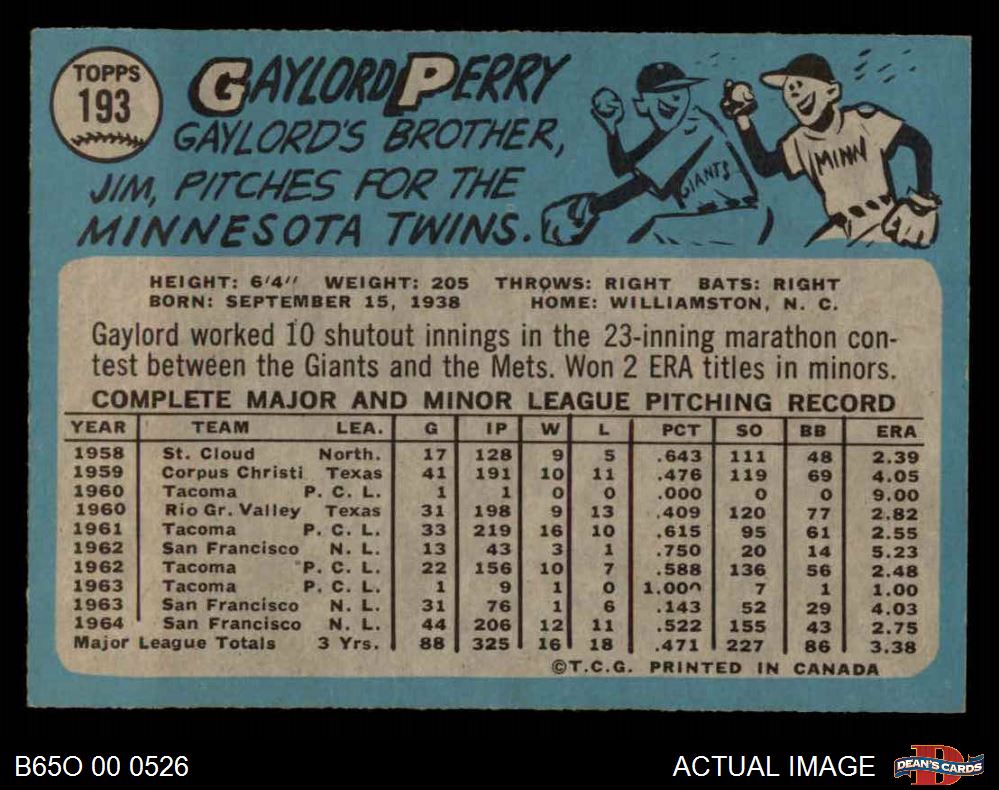 TOPPS
193
GAYLORD PERRY
GAYLORD'S BROTHER,
JIM, PITCHES FOR THE
MINNESOTA TWINS.
GIANTS
MINN
HEIGHT: 6'4" WEIGHT: 205 THROWS: RIGHT BATS: RIGHT
BORN: SEPTEMBER 15, 1938 HOME: WILLIAMSTON, N. C.
Gaylord worked 10 shutout innings in the 23-inning marathon con-
test between the Giants and the Mets. Won 2 ERA titles in minors.
COMPLETE MAJOR AND MINOR LEAGUE PITCHING RECORD
YEAR TEAM LEA. G IP W L PCT SO BB ERA
1958 St. Cloud North. 17 128 9 5 .643 111 48 2.39
1959 Corpus Christi Texas 41 191 10 11 .476 119 69 4.05
1960 Tacoma P. C. L. 1 1 0 0 .000 0 0 9.00
1960 Rio Gr. Valley Texas 31 198 9 13 .409 120 77 2.82
1961 Tacoma P. C. L. 33 219 16 10 .615 95 61 2.55
1962 San Francisco N. L. 13 43 3 1 .750 20 14 5.23
1962 Tacoma P. C. L. 22 156 10 7 .588 136 56 2.48
1963 Tacoma P. C. L. 1 9 1 0 1.000 7 1 1.00
1963 San Francisco N. L. 31 76 1 6 .143 52 29 4.03
1964 San Francisco N. L. 44 206 12 11 .522 155 43 2.75
Major League Totals 3 Yrs. 88 325 16 18 .471 227 86 3.38
©T.C.G. PRINTED IN CANADA
B65O 00 0526
ACTUAL IMAGE
DEAN'S CARDS